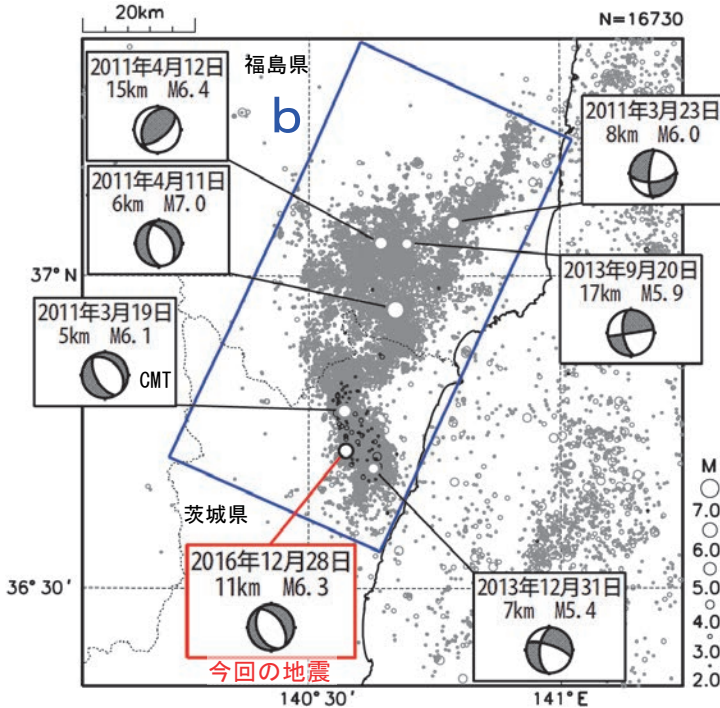 20km
N=16730
2011年4月12日
15km M6.4
福島県
b
2011年3月23日
8km M6.0
2011年4月11日
6km M7.0
37° N
2013年9月20日
17km M5.9
2011年3月19日
5km M6.1
CMT
茨城県
M
7.0
6.0
5.0
4.0
3.0
2.0
2016年12月28日
11km M6.3
今回の地震
36° 30'
2013年12月31日
7km M5.4
140°30'
141°E